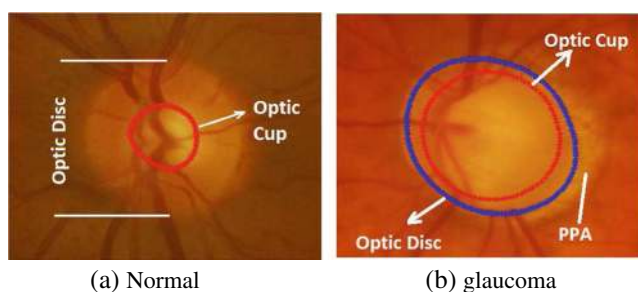 Optic Disc
Optic
Cup
Optic Cup
Optic Disc
PPA
(a) Normal
(b) glaucoma